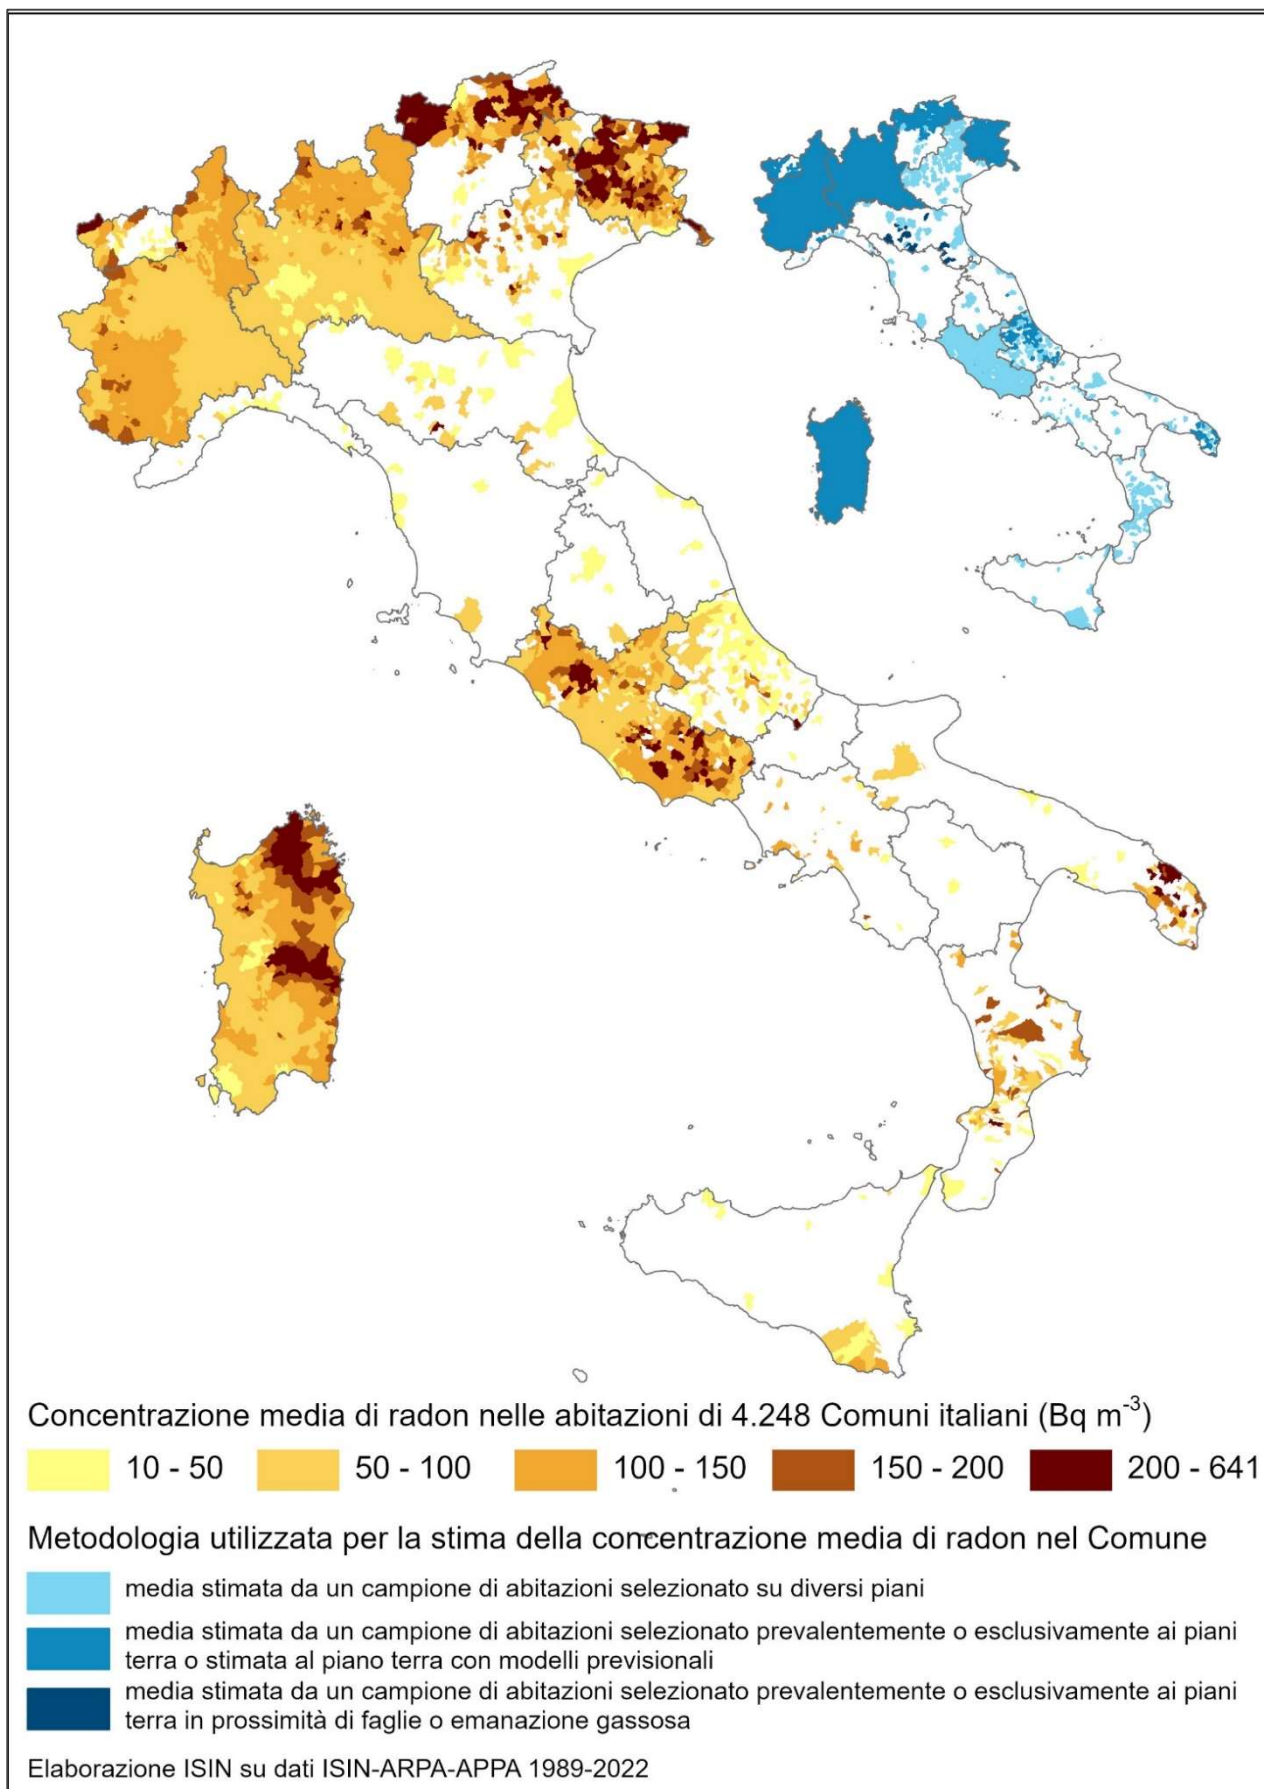 Concentrazione media di radon nelle abitazioni di 4.248 Comuni italiani (Bq m⁻³)
10 - 50
50 - 100
100 - 150
150 - 200
200 - 641
Metodologia utilizzata per la stima della concentrazione media di radon nel Comune
media stimata da un campione di abitazioni selezionato su diversi piani
media stimata da un campione di abitazioni selezionato prevalentemente o esclusivamente ai piani
terra o stimata al piano terra con modelli previsionali
media stimata da un campione di abitazioni selezionato prevalentemente o esclusivamente ai piani
terra in prossimità di faglie o emanazione gassosa
Elaborazione ISIN su dati ISIN-ARPA-APPA 1989-2022